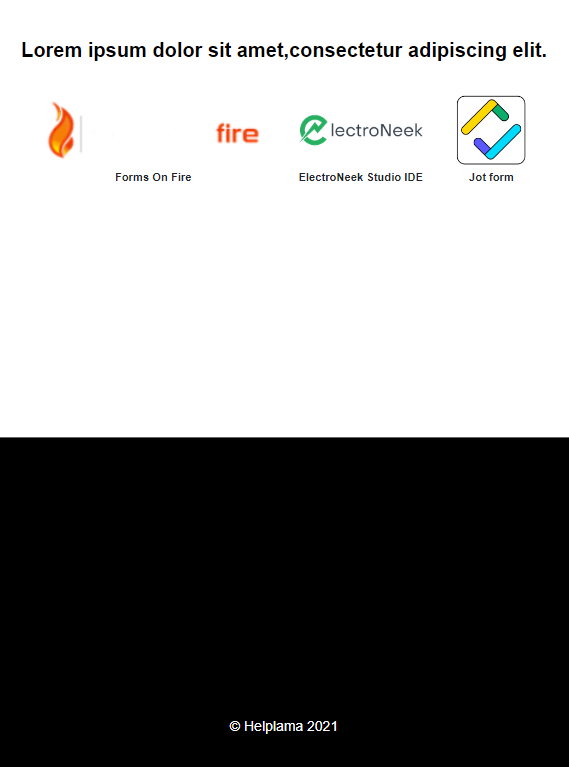 Lorem ipsum dolor sit amet,consectetur adipiscing elit.
fire
lectroNeek
Forms On Fire
ElectroNeek Studio IDE
Jot form
© Helplama 2021